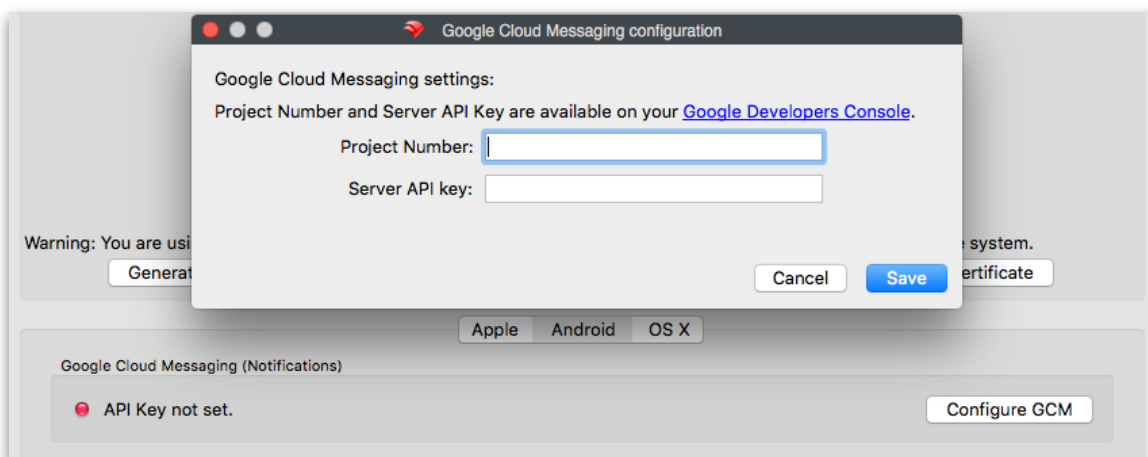 Google Cloud Messaging configuration
Google Cloud Messaging settings:
Project Number and Server API Key are available on your Google Developers Console.
Project Number:
Server API key:
Cancel Save
Warning: You are usi system.
Generat ertificate
Apple Android OS X
Google Cloud Messaging (Notifications)
API Key not set. Configure GCM